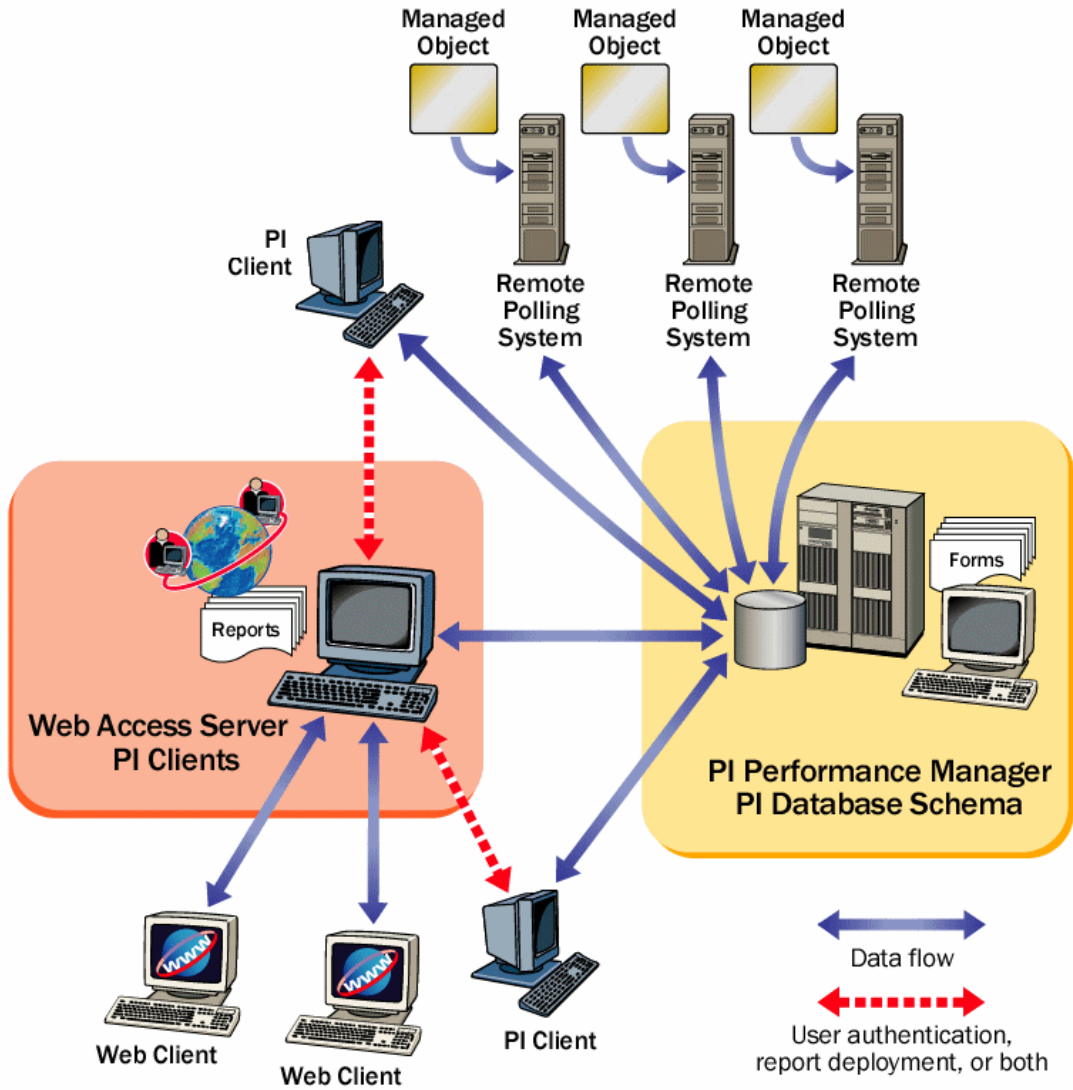 Managed
Object
Managed
Object
Managed
Object
PI
Client
Remote
Polling
System
Remote
Polling
System
Remote
Polling
System
Reports
Forms
Web Access Server
PI Clients
PI Performance Manager
PI Database Schema
WWW
Web Client
WWW
Web Client
PI Client
Data flow
User authentication,
report deployment, or both